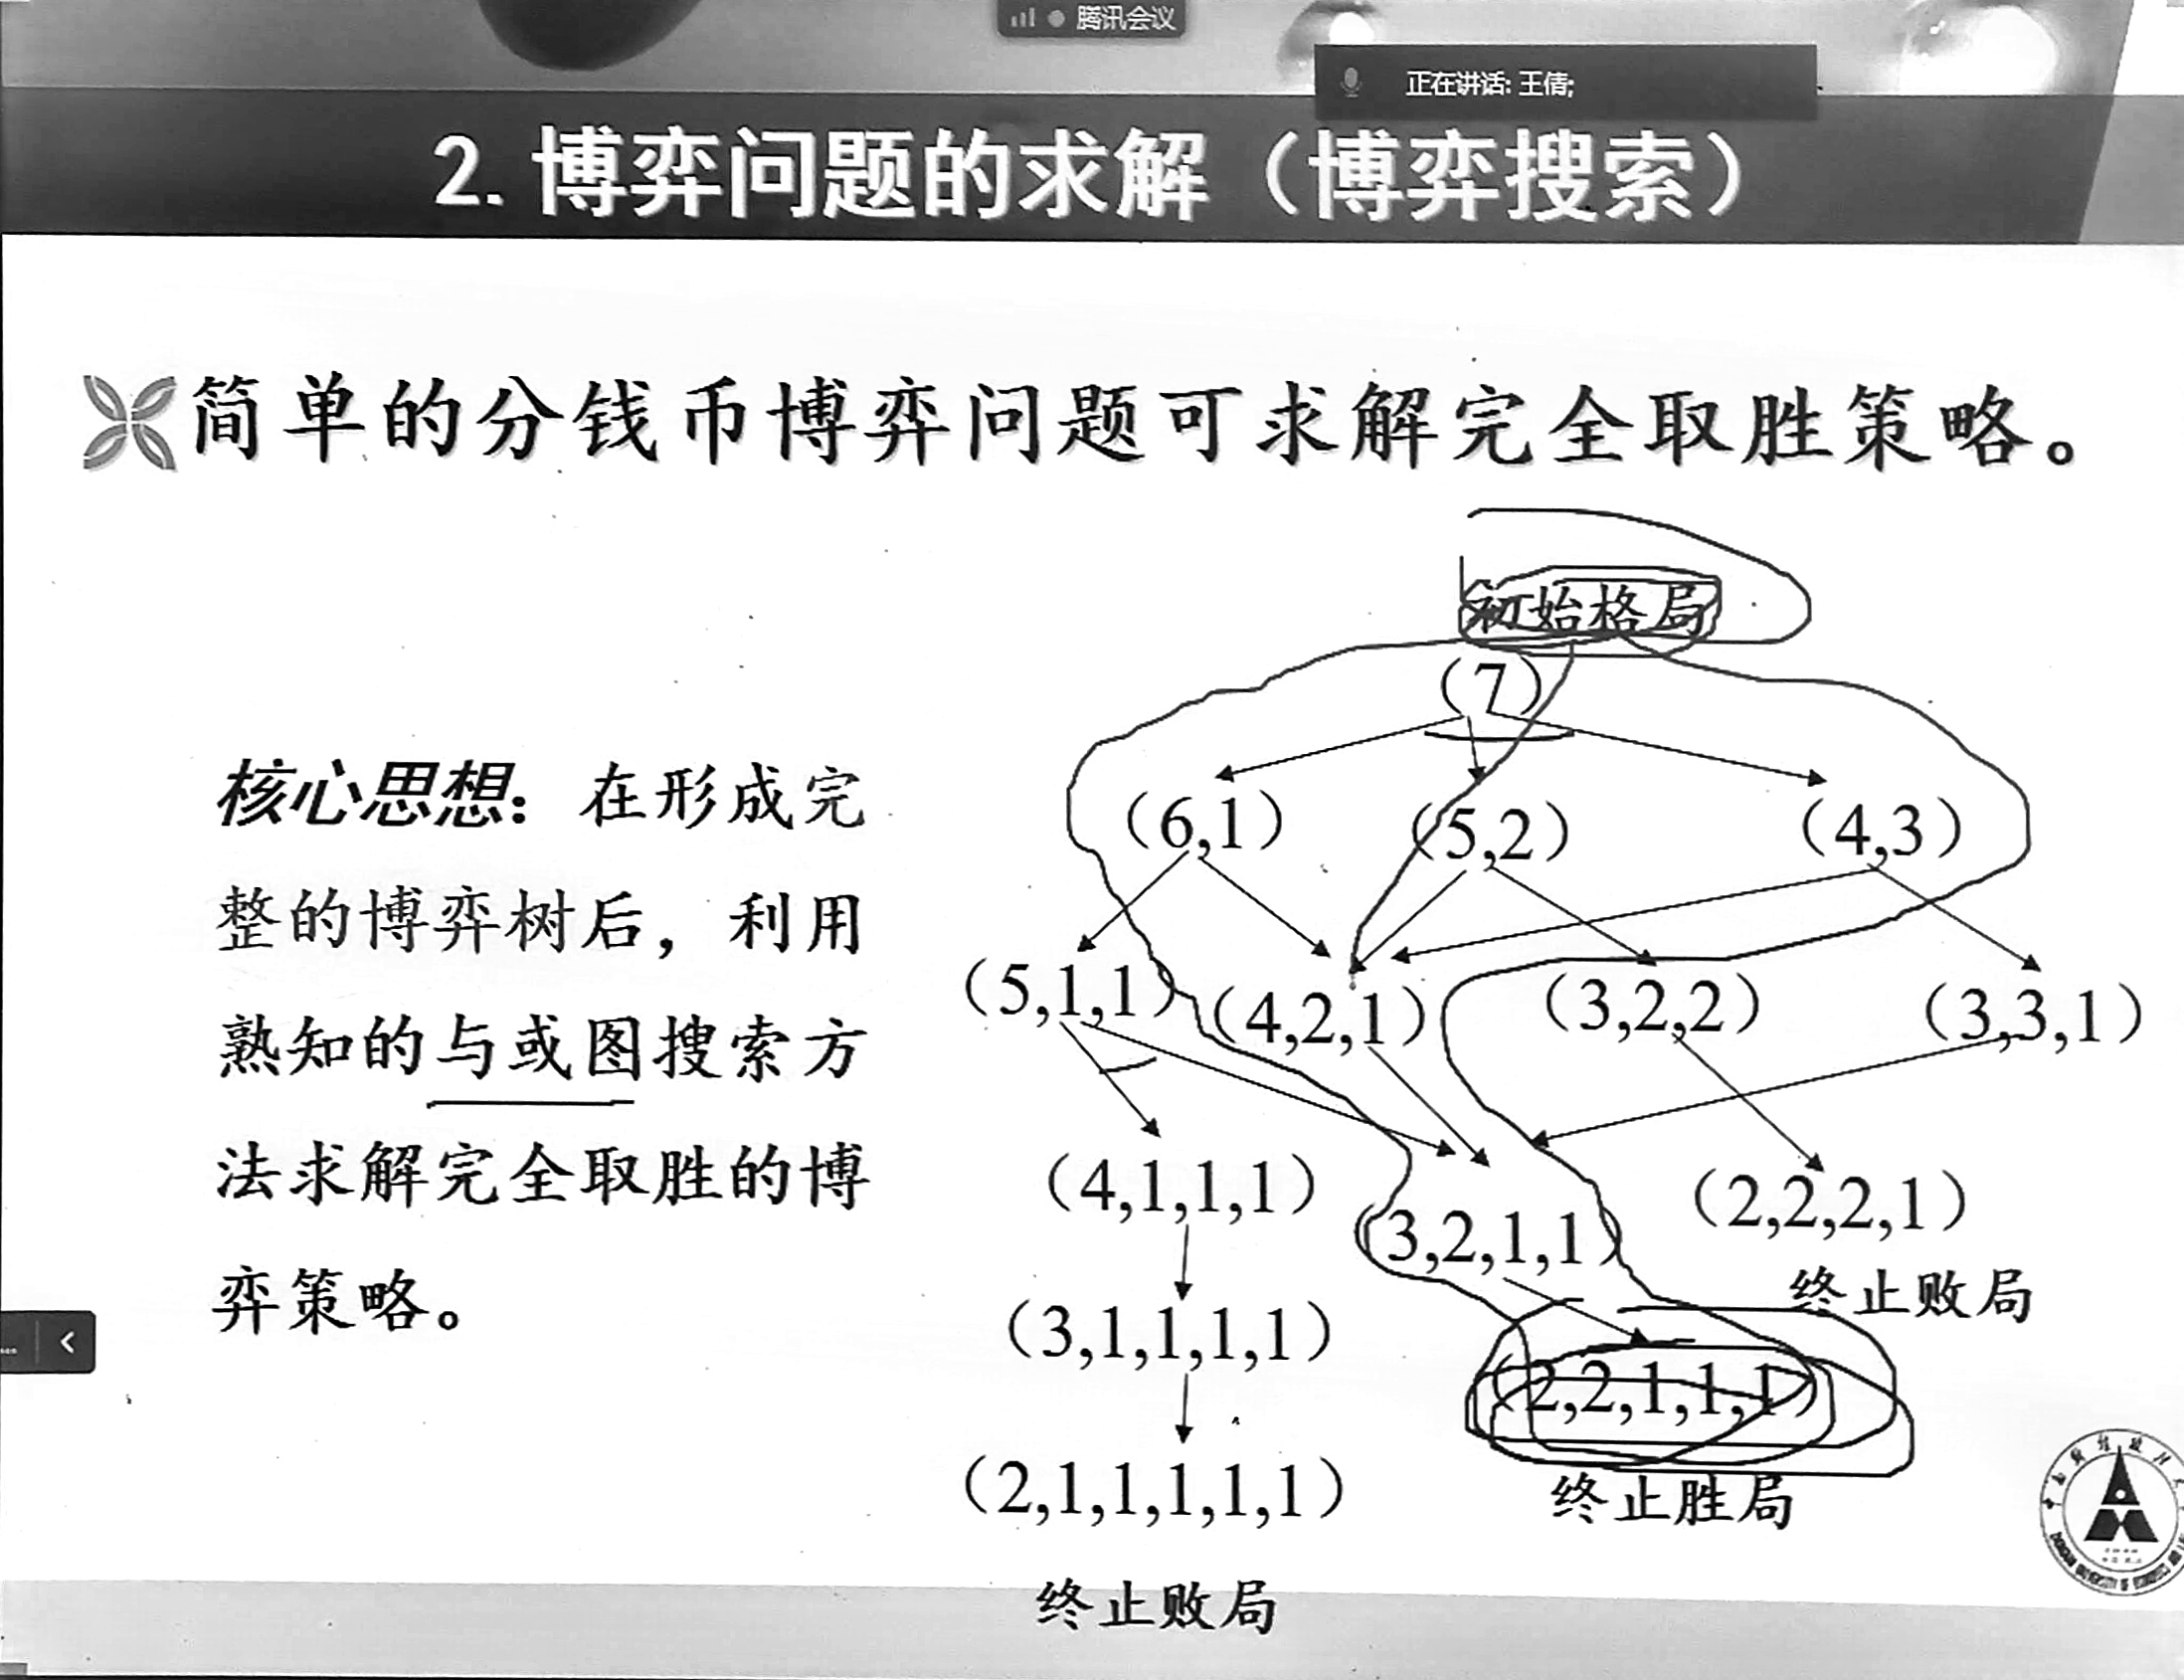 腾讯会议
正在讲话: 王倩;
2. 博弈问题的求解（博弈搜索）
简单的分钱币博弈问题可求解完全取胜策略。
初始格局
（7）
核心思想：在形成完
（6,1）（5,2）（4,3）
整的博弈树后，利用
（5,1,1）（4,2,1）（3,2,2）（3,3,1）
熟知的与或图搜索方
法求解完全取胜的博
（4,1,1,1）（3,2,1,1）（2,2,2,1）
弈策略。
终止败局
（3,1,1,1,1）（2,2,1,1,1）
（2,1,1,1,1,1）
终止胜局
终止败局